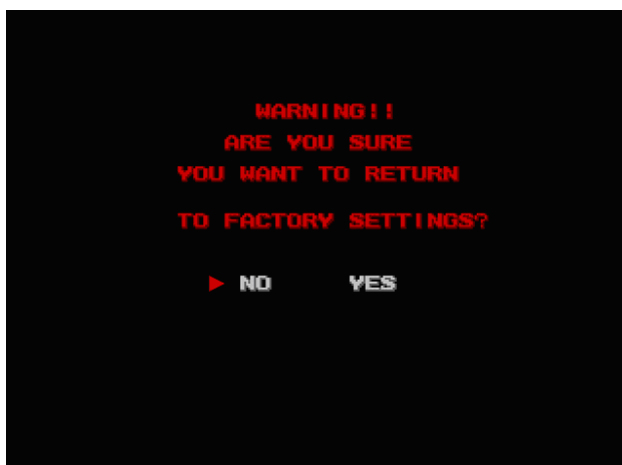 WARNING!!
ARE YOU SURE
YOU WANT TO RETURN
TO FACTORY SETTINGS?
NO YES